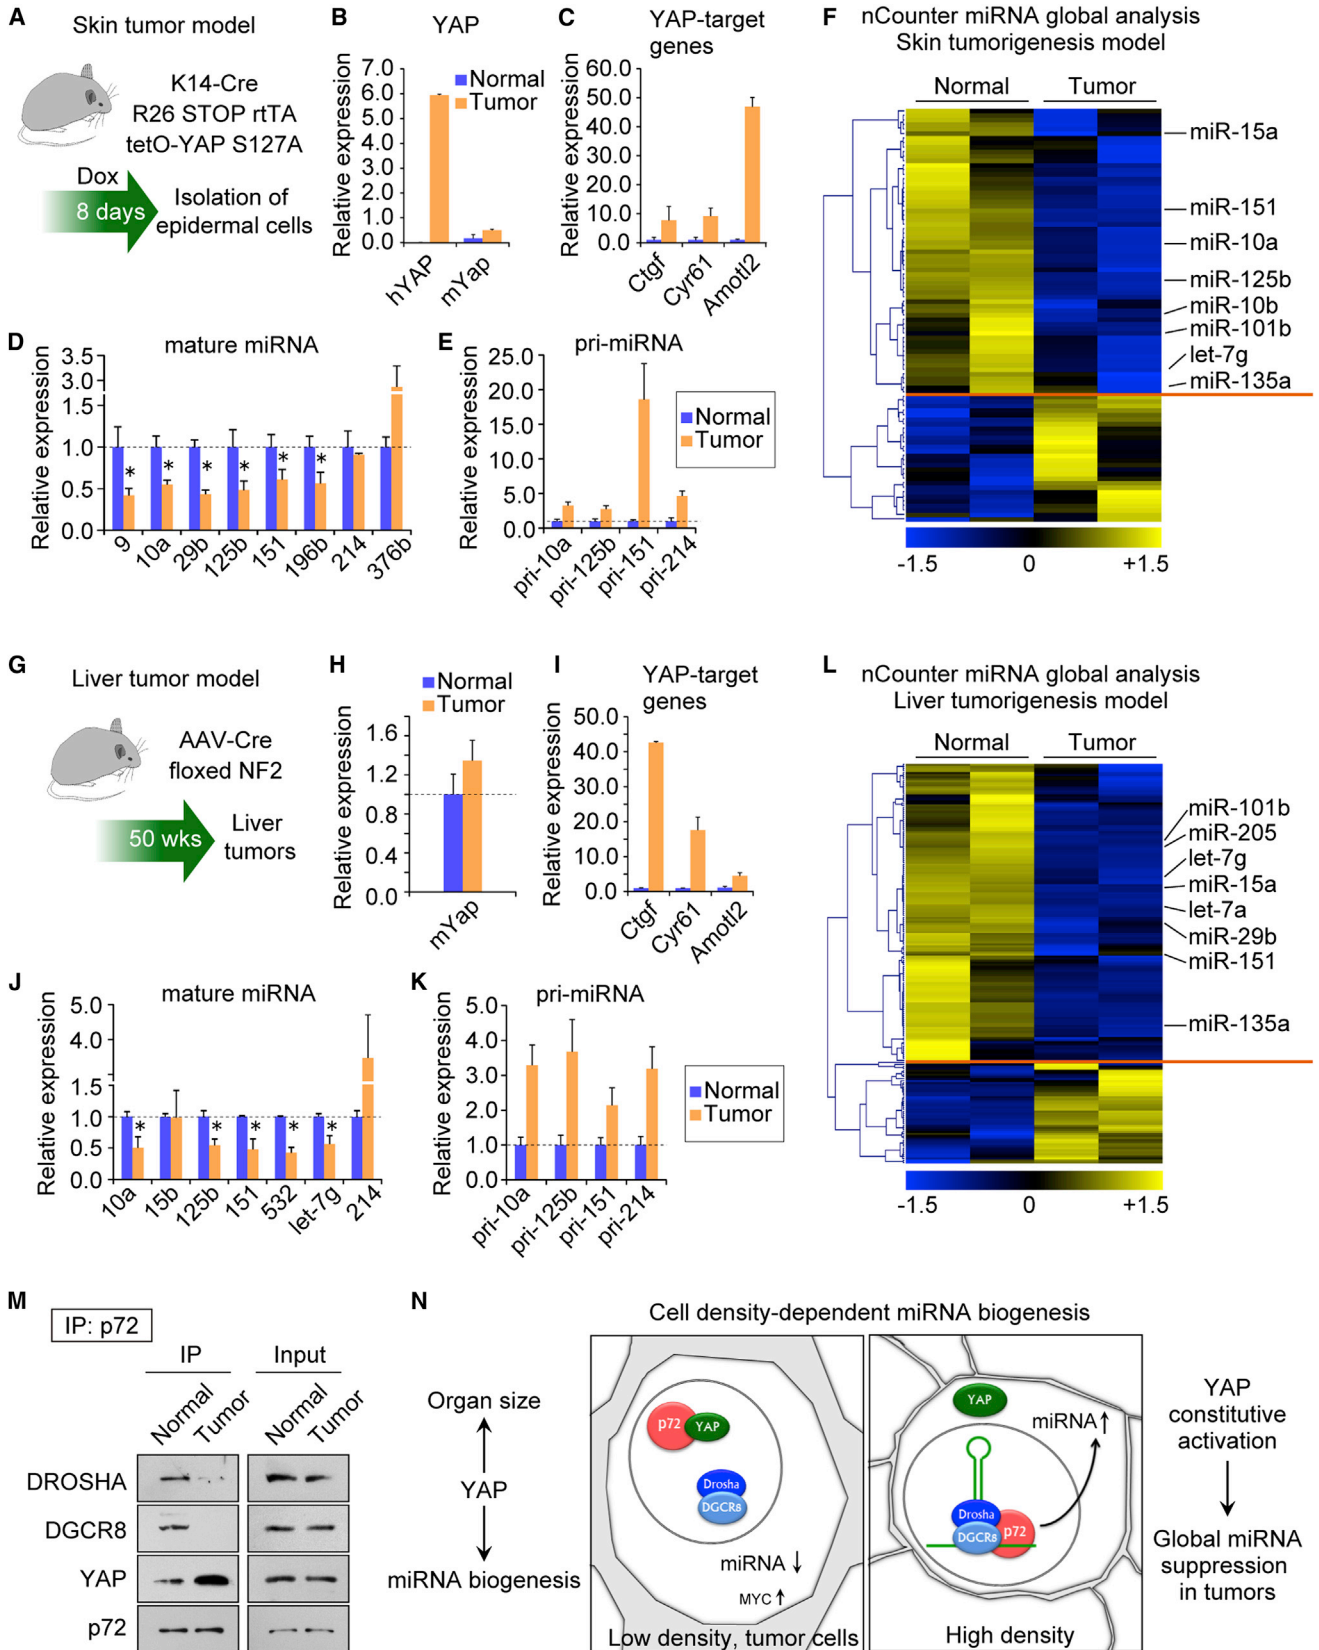 A
Skin tumor model
K14-Cre
R26 STOP rtTA
tetO-YAP S127A
Dox
8 days
Isolation of
epidermal cells
B
YAP
Relative expression
7.0
6.0
5.0
4.0
3.0
2.0
1.0
0.0
Normal
Tumor
hYAP
mYap
C
YAP-target
genes
Relative expression
60.0
50.0
40.0
30.0
20.0
10.0
0.0
Ctgf
Cyr61
Amotl2
D
mature miRNA
Relative expression
3.5
3.0
1.5
1.0
0.5
0.0
* * * * * *
9
10a
29b
125b
151
196b
214
376b
E
pri-miRNA
Relative expression
25.0
20.0
15.0
10.0
5.0
0.0
Normal
Tumor
pri-10a
pri-125b
pri-151
pri-214
F
nCounter miRNA global analysis
Skin tumorigenesis model
Normal
Tumor
miR-15a
miR-151
miR-10a
miR-125b
miR-10b
miR-101b
let-7g
miR-135a
-1.5
0
+1.5
G
Liver tumor model
AAV-Cre
floxed NF2
50 wks
Liver
tumors
H
Normal
Tumor
Relative expression
1.6
1.2
0.8
0.4
0.0
mYap
I
YAP-target
genes
Relative expression
50.0
40.0
30.0
20.0
10.0
0.0
Ctgf
Cyr61
Amotl2
J
mature miRNA
Relative expression
5.0
4.0
1.5
1.0
0.5
0.0
* * * * *
10a
15b
125b
151
532
let-7g
214
K
pri-miRNA
Relative expression
5.0
4.0
3.0
2.0
1.0
0.0
Normal
Tumor
pri-10a
pri-125b
pri-151
pri-214
L
nCounter miRNA global analysis
Liver tumorigenesis model
Normal
Tumor
miR-101b
miR-205
let-7g
miR-15a
let-7a
miR-29b
miR-151
miR-135a
-1.5
0
+1.5
M
IP: p72
IP
Input
Normal
Tumor
Normal
Tumor
DROSHA
DGCR8
YAP
p72
N
Cell density-dependent miRNA biogenesis
Organ size
YAP
miRNA biogenesis
p72
YAP
Drosha
DGCR8
miRNA↓
MYC↑
Low density, tumor cells
YAP
miRNA↑
Drosha
DGCR8
p72
High density
YAP
constitutive
activation
Global miRNA
suppression
in tumors